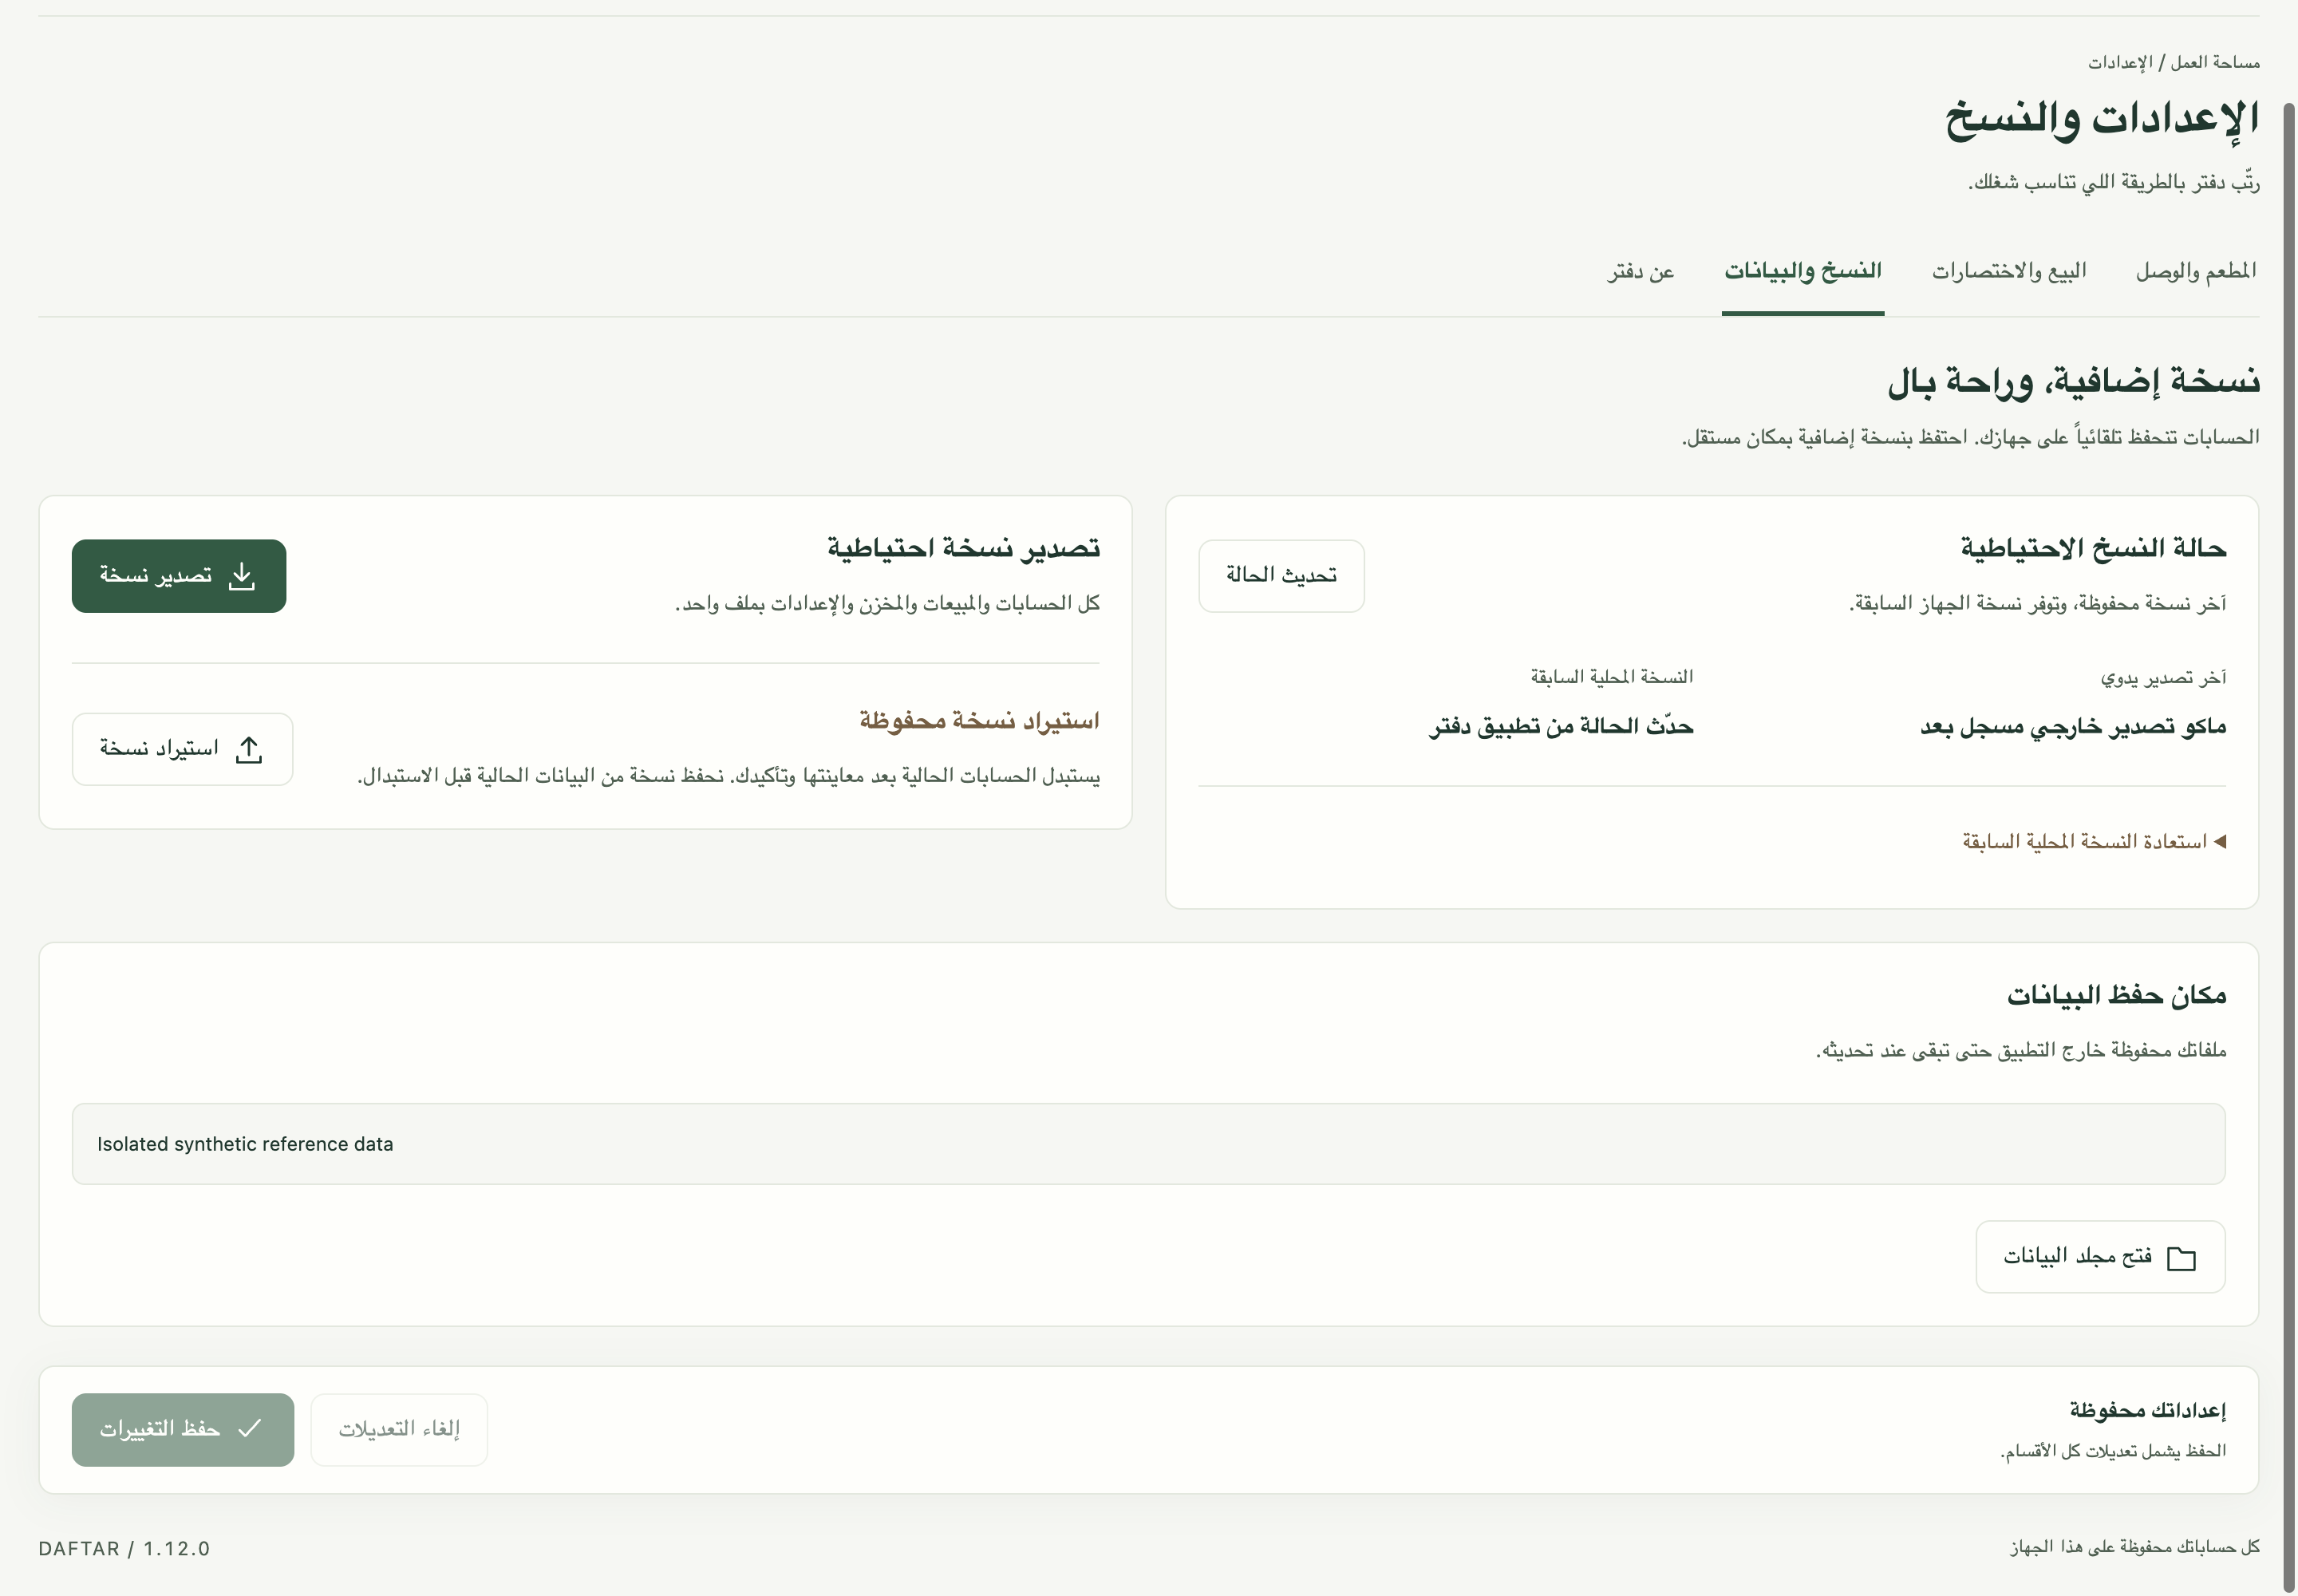 مساحة العمل / الإعدادات
الإعدادات والنسخ
رتّب دفتر بالطريقة اللي تناسب شغلك.
المطعم والوصل
البيع والاختصارات
النسخ والبيانات
عن دفتر
نسخة إضافية، وراحة بال
الحسابات تنحفظ تلقائياً على جهازك. احتفظ بنسخة إضافية بمكان مستقل.
حالة النسخ الاحتياطية
آخر نسخة محفوظة، وتوفر نسخة الجهاز السابقة.
تحديث الحالة
آخر تصدير يدوي
ماكو تصدير خارجي مسجل بعد
النسخة المحلية السابقة
حدّث الحالة من تطبيق دفتر
استعادة النسخة المحلية السابقة
تصدير نسخة احتياطية
كل الحسابات والمبيعات والمخزن والإعدادات بملف واحد.
تصدير نسخة
استيراد نسخة محفوظة
يستبدل الحسابات الحالية بعد معاينتها وتأكيدك. نحفظ نسخة من البيانات الحالية قبل الاستبدال.
استيراد نسخة
مكان حفظ البيانات
ملفاتك محفوظة خارج التطبيق حتى تبقى عند تحديثه.
Isolated synthetic reference data
فتح مجلد البيانات
إعداداتك محفوظة
الحفظ يشمل تعديلات كل الأقسام.
إلغاء التعديلات
حفظ التغييرات
كل حساباتك محفوظة على هذا الجهاز
DAFTAR / 1.12.0